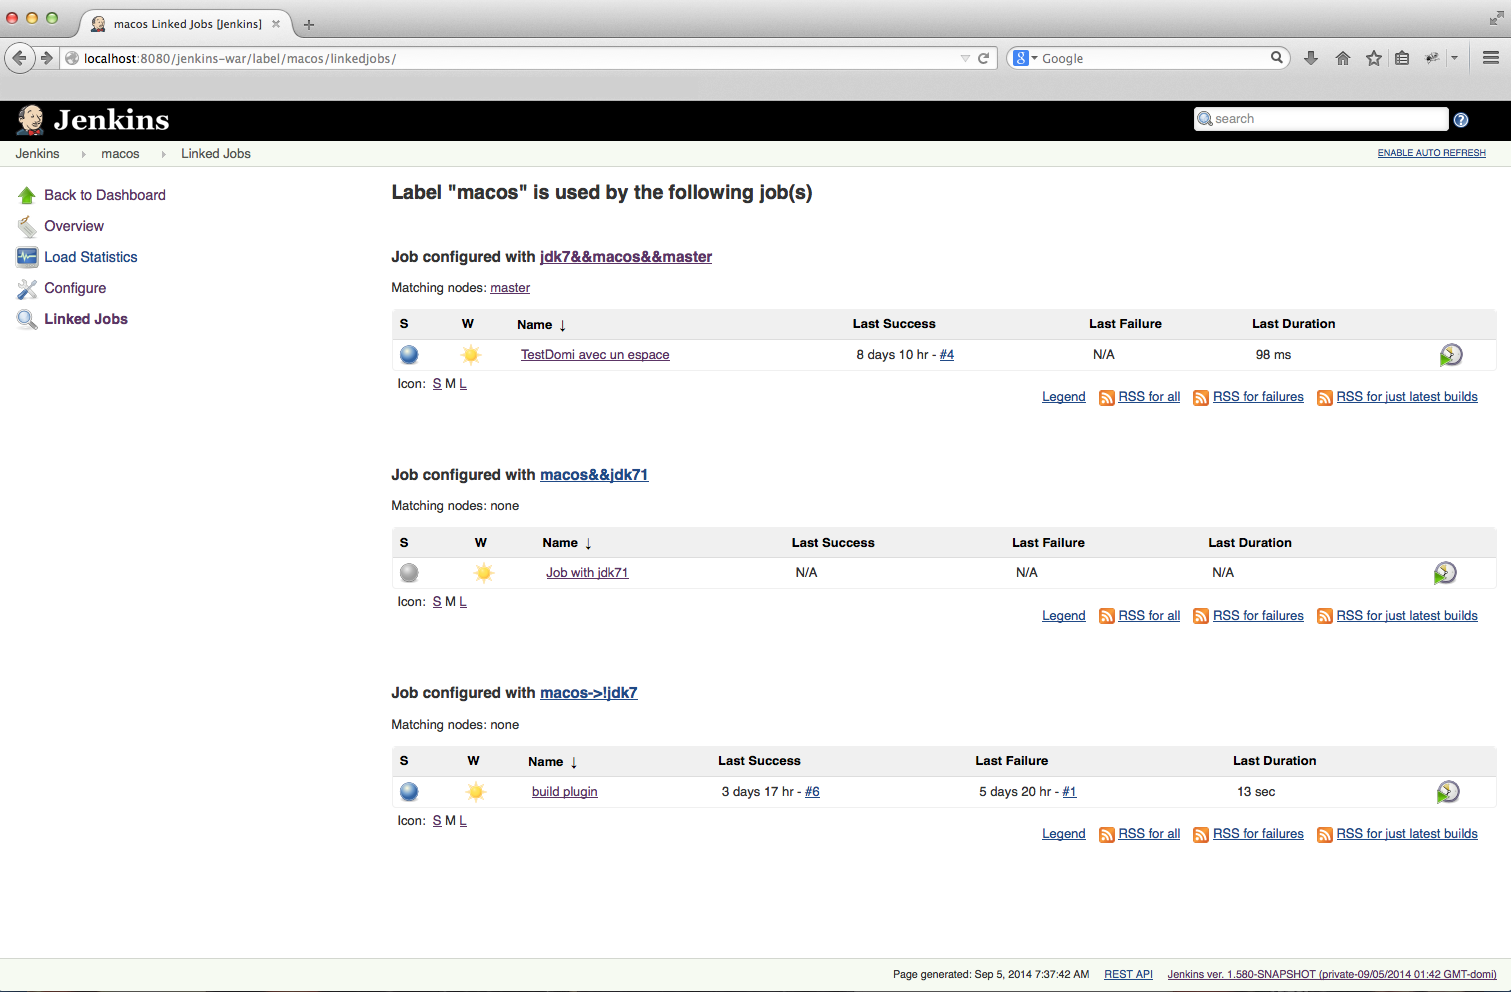 macos Linked Jobs [Jenkins]
localhost:8080/jenkins-war/label/macos/linkedjobs/
8 Google
Jenkins
search
?
Jenkins macos Linked Jobs
ENABLE AUTO REFRESH
Back to Dashboard
Overview
Load Statistics
Configure
Linked Jobs
Label "macos" is used by the following job(s)
Job configured with jdk7&&macos&&master
Matching nodes: master
S W Name ↓ Last Success Last Failure Last Duration
TestDomi avec un espace 8 days 10 hr - #4 N/A 98 ms
Icon: S M L
Legend RSS for all RSS for failures RSS for just latest builds
Job configured with macos&&jdk71
Matching nodes: none
S W Name ↓ Last Success Last Failure Last Duration
Job with jdk71 N/A N/A N/A
Icon: S M L
Legend RSS for all RSS for failures RSS for just latest builds
Job configured with macos->!jdk7
Matching nodes: none
S W Name ↓ Last Success Last Failure Last Duration
build plugin 3 days 17 hr - #6 5 days 20 hr - #1 13 sec
Icon: S M L
Legend RSS for all RSS for failures RSS for just latest builds
Page generated: Sep 5, 2014 7:37:42 AM REST API Jenkins ver. 1.580-SNAPSHOT (private-09/05/2014 01:42 GMT-domi)